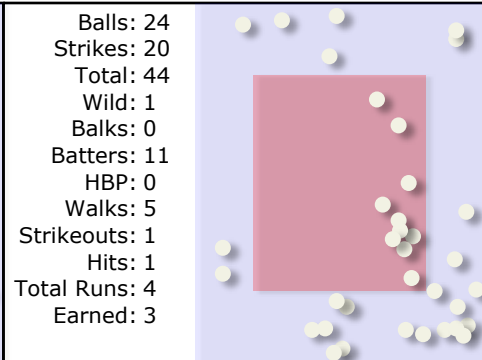 Balls: 24
Strikes: 20
Total: 44
Wild: 1
Balks: 0
Batters: 11
HBP: 0
Walks: 5
Strikeouts: 1
Hits: 1
Total Runs: 4
Earned: 3